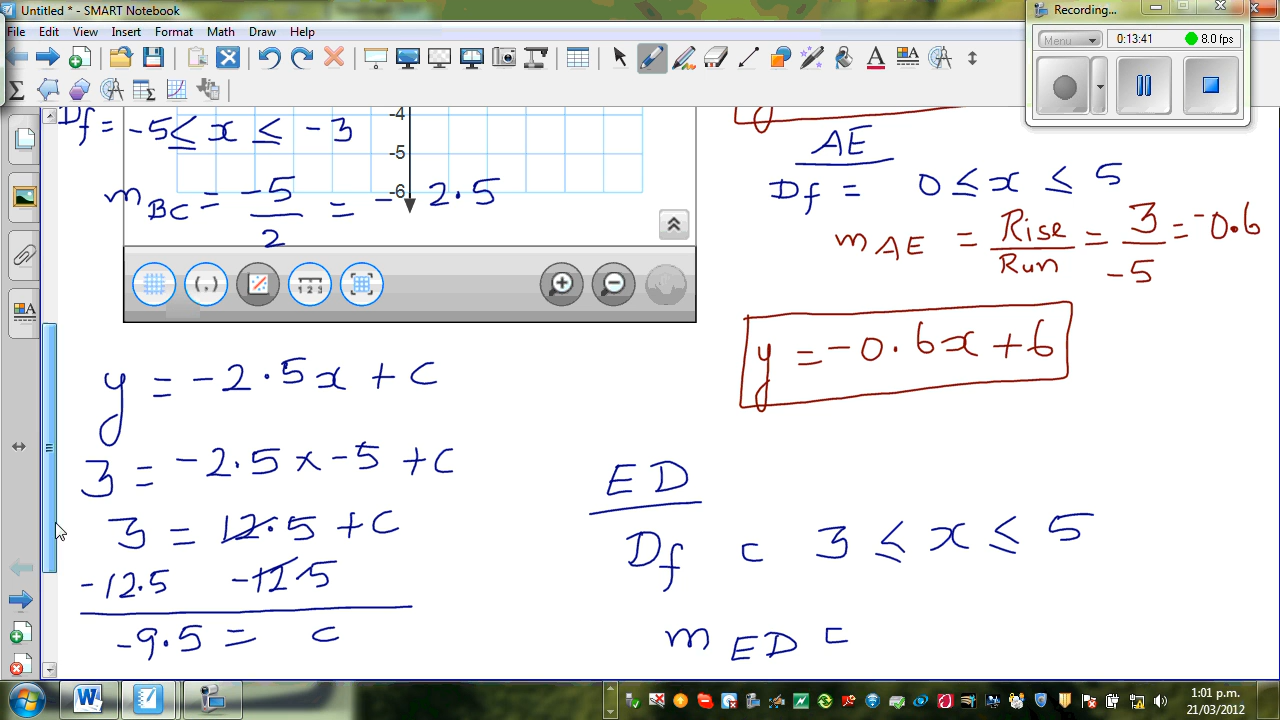 Untitled * - SMART Notebook
File Edit View Insert Format Math Draw Help
Recording...
Menu 0:13:41 8.0 fps
-4
-5
-6
Df = -5 ≤ x ≤ -3
m BC = -5/2 = -2.5
y = -2.5x + c
3 = -2.5 x -5 + c
3 = 12.5 + c
-12.5 -12.5
-9.5 = c
AE
Df = 0 ≤ x ≤ 5
m AE = Rise/Run = 3/-5 = -0.6
y = -0.6x + 6
ED
Df = 3 ≤ x ≤ 5
m ED =
1:01 p.m.
21/03/2012